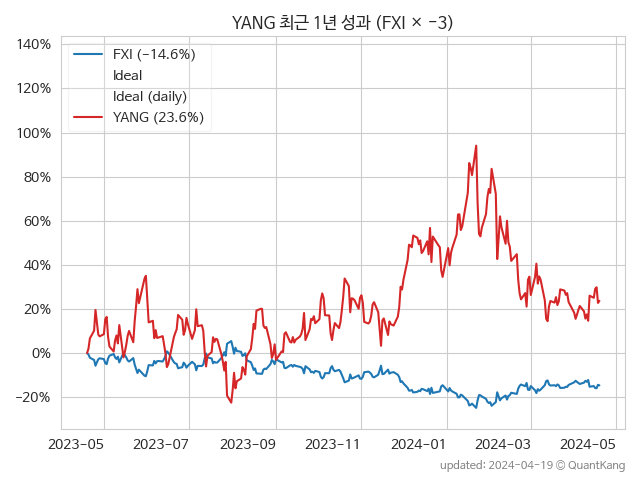 YANG 최근 1년 성과 (FXI × −3)
140%
120%
100%
80%
60%
40%
20%
0%
−20%
FXI (−14.6%)
Ideal
Ideal (daily)
YANG (23.6%)
2023-05 2023-07 2023-09 2023-11 2024-01 2024-03 2024-05
updated: 2024-04-19 © QuantKang